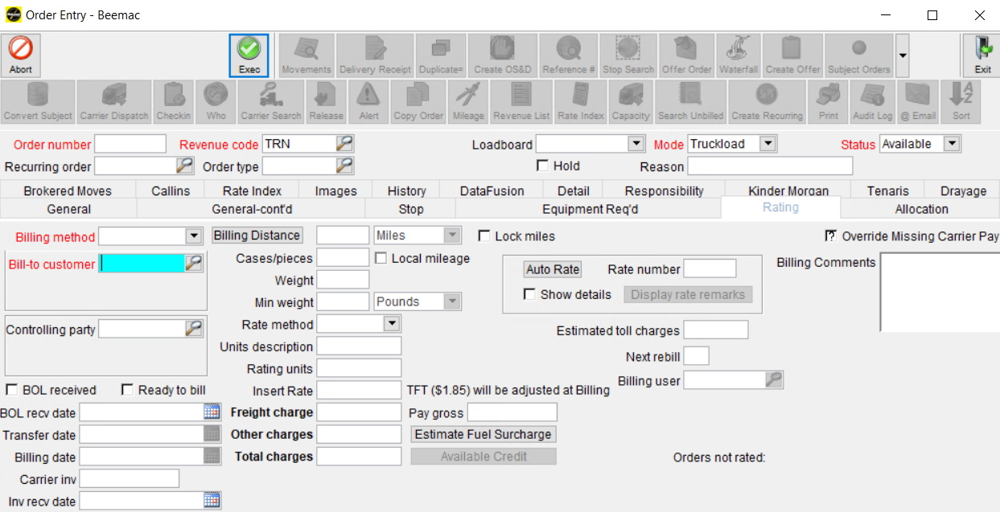 Order Entry - Beemac
Abort Exec Movements Delivery Receipt Duplicate= Create OS&D Reference # Stop Search Offer Order Waterfall Create Offer Subject Orders Exit
Convert Subject Carrier Dispatch Checkin Who Carrier Search Release Alert Copy Order Mileage Revenue List Rate Index Capacity Search Unbilled Create Recurring Print Audit Log @ Email Sort
Order number Revenue code TRN Loadboard Mode Truckload Status Available
Recurring order Order type Hold Reason
Brokered Moves Callins Rate Index Images History DataFusion Detail Responsibility Kinder Morgan Tenaris Drayage
General General-cont'd Stop Equipment Req'd Rating Allocation
Billing method Billing Distance Miles Lock miles Override Missing Carrier Pay
Bill-to customer Cases/pieces Local mileage Auto Rate Rate number Billing Comments
Weight
Show details Display rate remarks
Min weight Pounds
Controlling party Rate method Estimated toll charges
Units description Next rebill
Rating units Billing user
BOL received Ready to bill Insert Rate TFT ($1.85) will be adjusted at Billing
BOL recv date Freight charge Pay gross
Transfer date Other charges Estimate Fuel Surcharge
Billing date Total charges Available Credit Orders not rated:
Carrier inv
Inv recv date